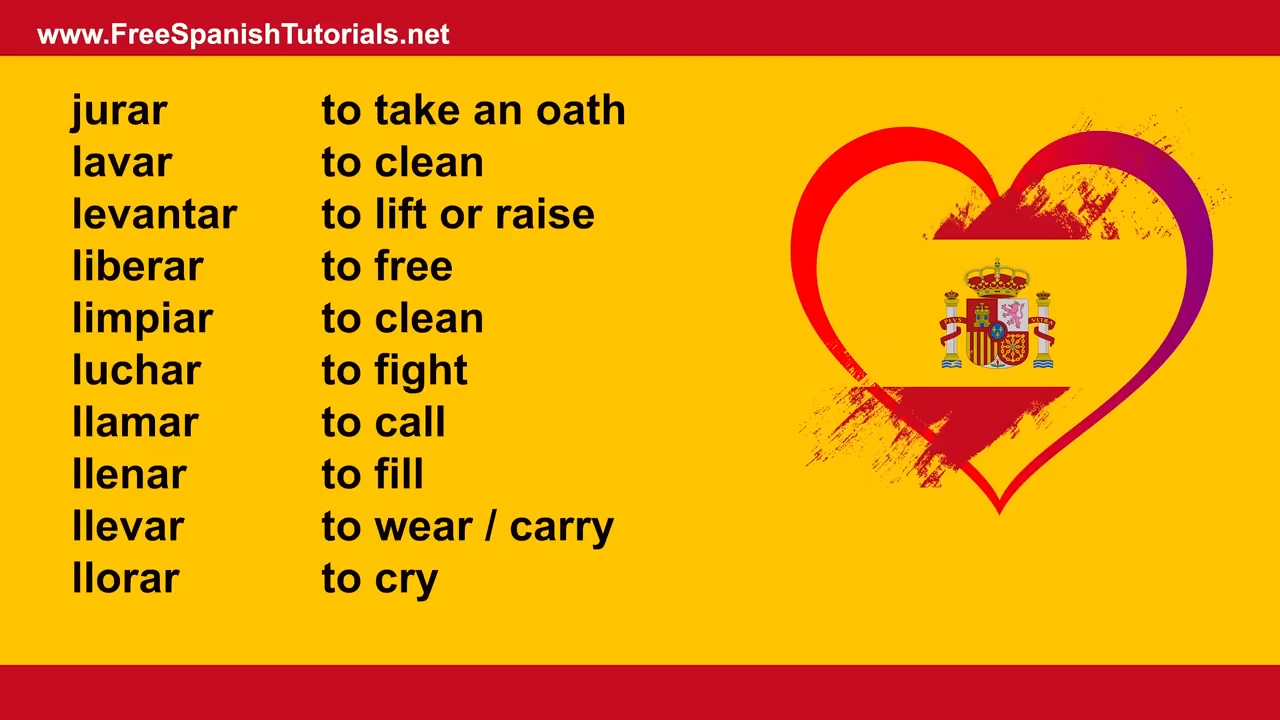 www.FreeSpanishTutorials.net
jurar to take an oath
lavar to clean
levantar to lift or raise
liberar to free
limpiar to clean
luchar to fight
llamar to call
llenar to fill
llevar to wear / carry
llorar to cry
PLVS VLTRA